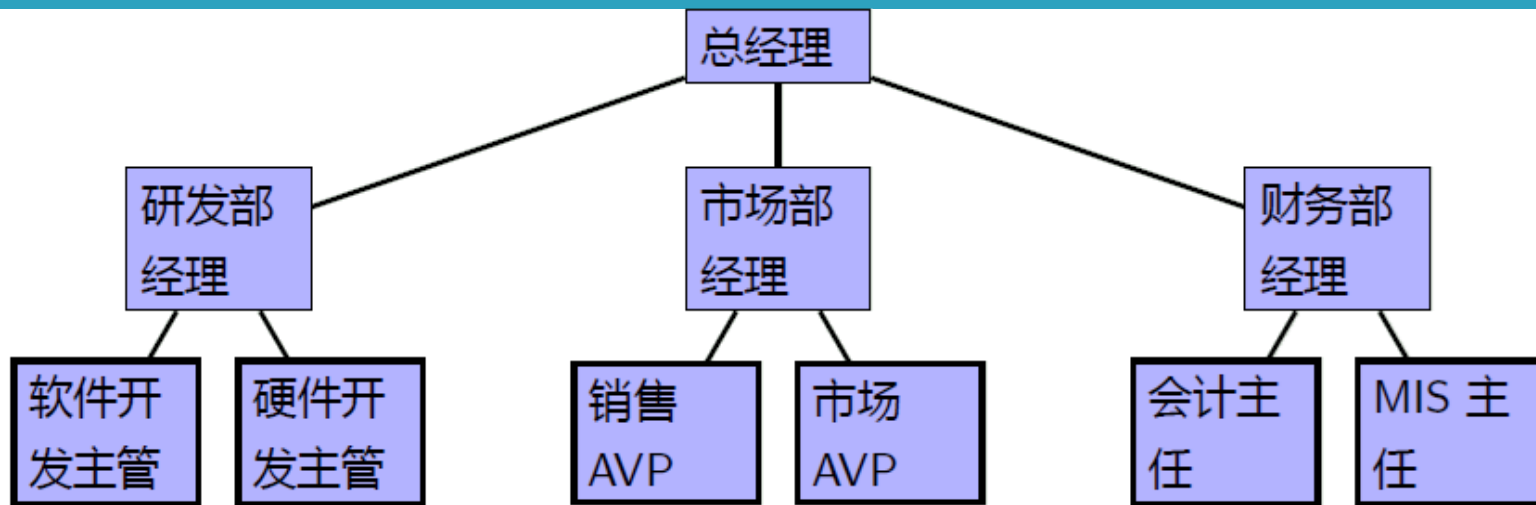 总经理
研发部
经理
市场部
经理
财务部
经理
软件开
发主管
硬件开
发主管
销售
AVP
市场
AVP
会计主
任
MIS 主
任